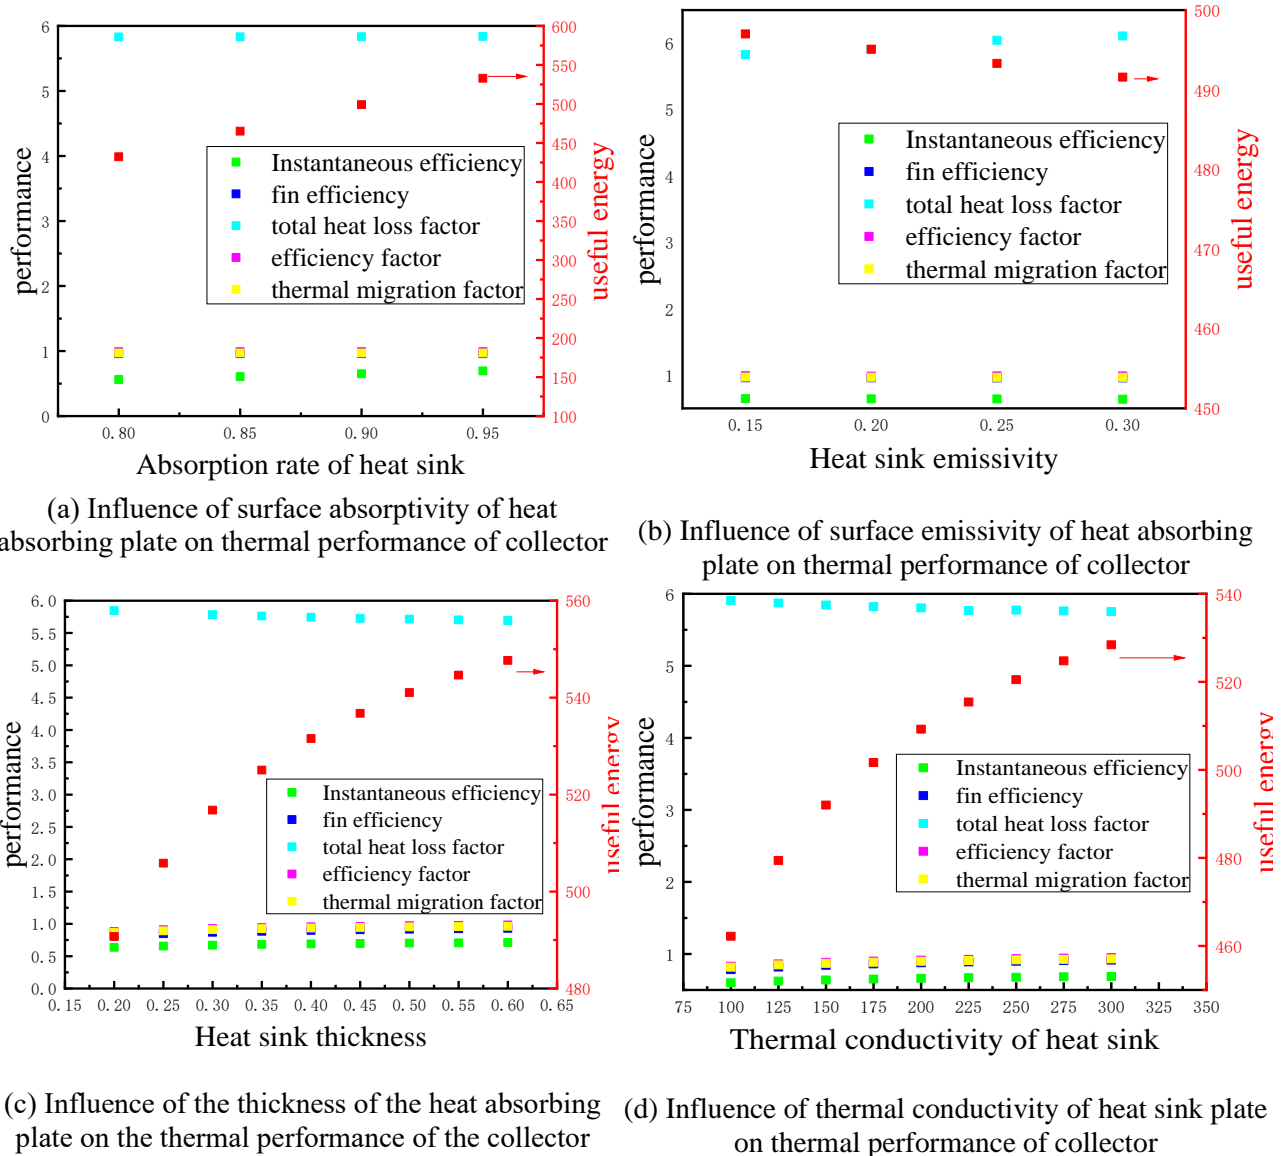 6
5
4
3
2
1
0
performance
600
550
500
450
400
350
300
250
200
150
100
useful energy
Instantaneous efficiency
fin efficiency
total heat loss factor
efficiency factor
thermal migration factor
0.80 0.85 0.90 0.95
Absorption rate of heat sink
(a) Influence of surface absorptivity of heat
absorbing plate on thermal performance of collector
6
5
4
3
2
1
performance
500
490
480
470
460
450
useful energy
Instantaneous efficiency
fin efficiency
total heat loss factor
efficiency factor
thermal migration factor
0.15 0.20 0.25 0.30
Heat sink emissivity
(b) Influence of surface emissivity of heat absorbing
plate on thermal performance of collector
6.0
5.5
5.0
4.5
4.0
3.5
3.0
2.5
2.0
1.5
1.0
0.5
0.0
performance
560
540
520
500
480
useful energy
Instantaneous efficiency
fin efficiency
total heat loss factor
efficiency factor
thermal migration factor
0.15 0.20 0.25 0.30 0.35 0.40 0.45 0.50 0.55 0.60 0.65
Heat sink thickness
(c) Influence of the thickness of the heat absorbing
plate on the thermal performance of the collector
6
5
4
3
2
1
performance
540
520
500
480
460
useful energy
Instantaneous efficiency
fin efficiency
total heat loss factor
efficiency factor
thermal migration factor
75 100 125 150 175 200 225 250 275 300 325 350
Thermal conductivity of heat sink
(d) Influence of thermal conductivity of heat sink plate
on thermal performance of collector